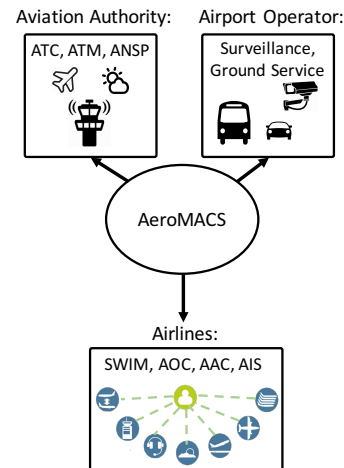 Aviation Authority:
ATC, ATM, ANSP
Airport Operator:
Surveillance,
Ground Service
AeroMACS
Airlines:
SWIM, AOC, AAC, AIS